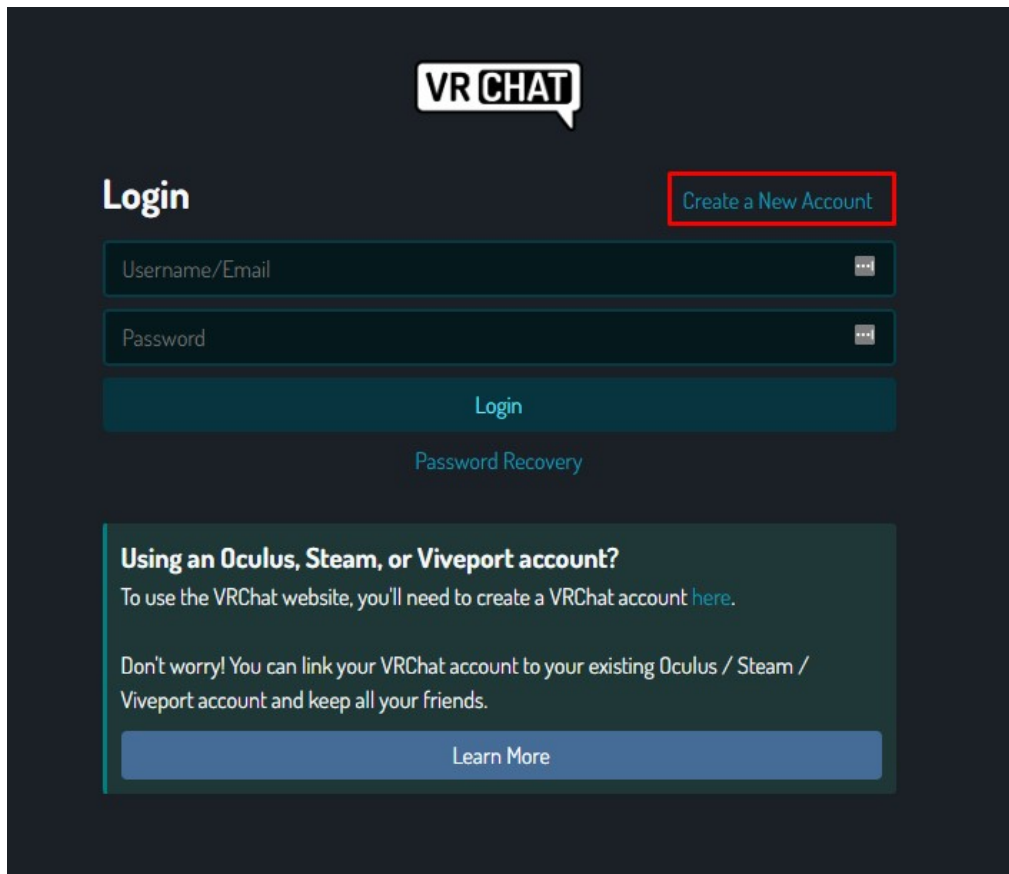 VR CHAT
Login
Create a New Account
Username/Email
Password
Login
Password Recovery
Using an Oculus, Steam, or Viveport account?
To use the VRChat website, you'll need to create a VRChat account here.
Don't worry! You can link your VRChat account to your existing Oculus / Steam /
Viveport account and keep all your friends.
Learn More